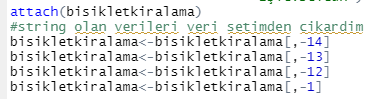 attach(bisikletkiralama)
#string olan verileri veri setimden cikardim
bisikletkiralama<-bisikletkiralama[,-14]
bisikletkiralama<-bisikletkiralama[,-13]
bisikletkiralama<-bisikletkiralama[,-12]
bisikletkiralama<-bisikletkiralama[,-1]